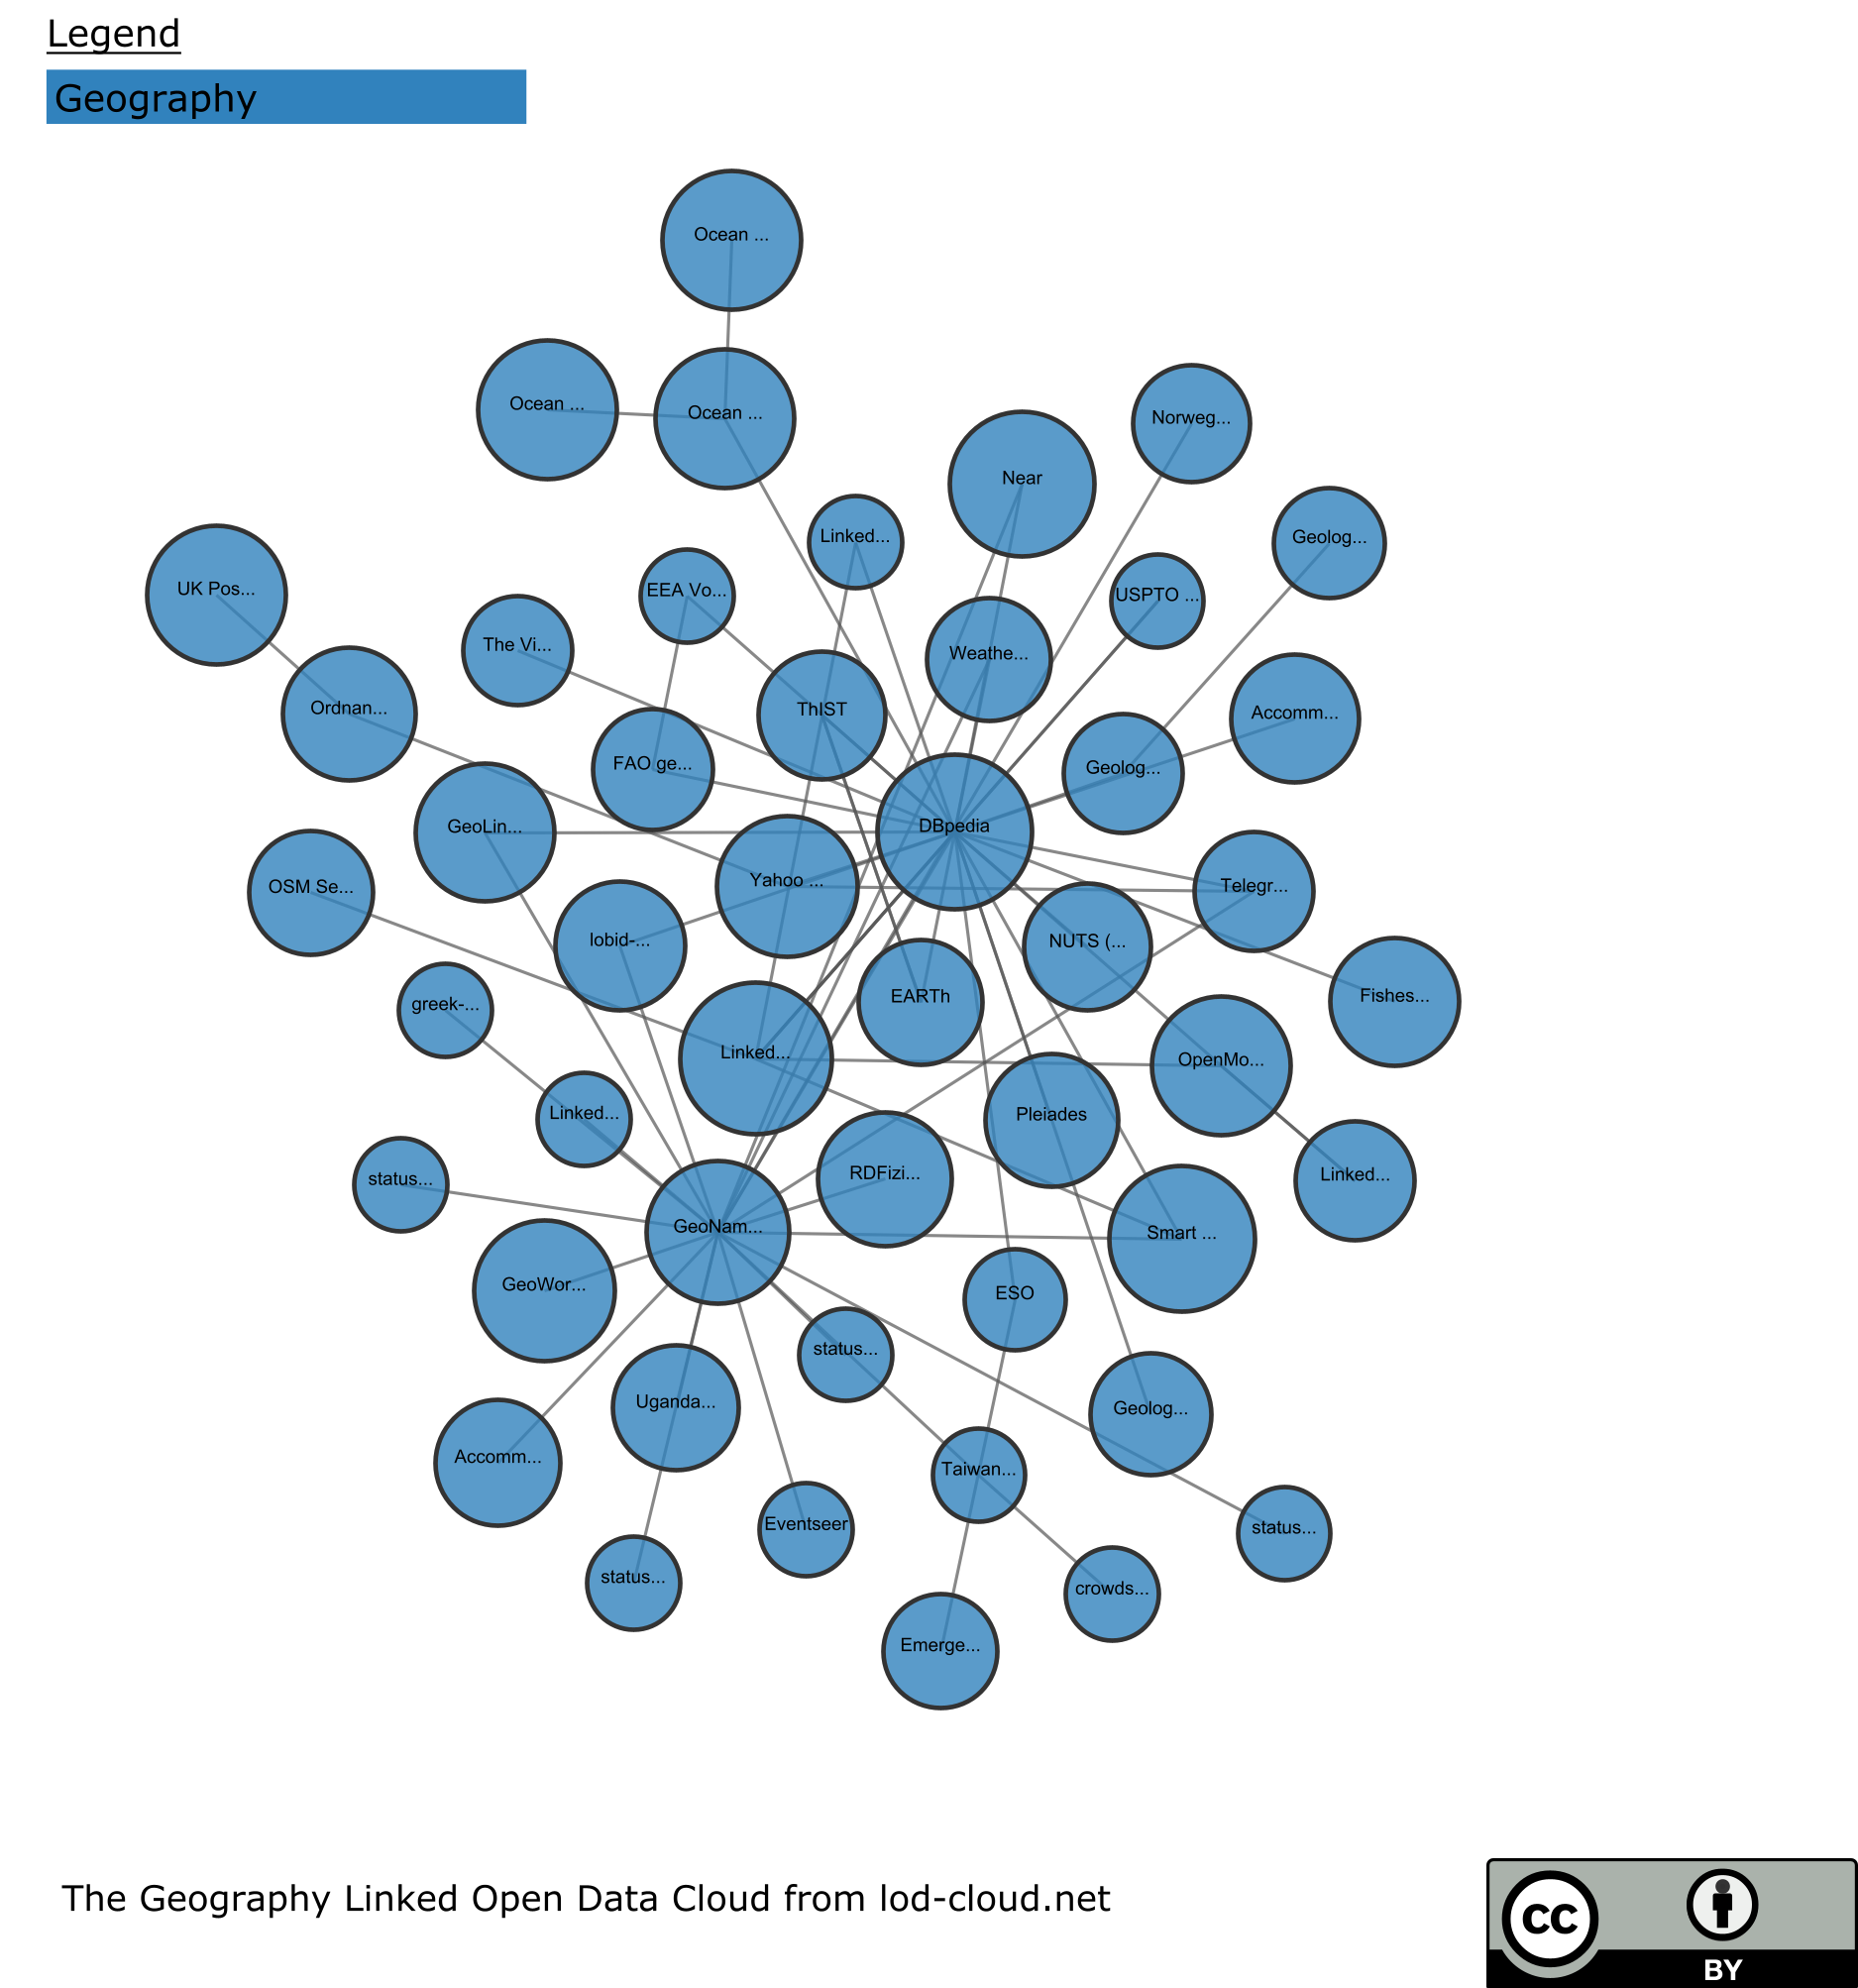 Legend
Geography
Ocean ...
Ocean ...
Ocean ...
Norweg...
Near
Linked...
Geolog...
UK Pos...
EEA Vo...
USPTO ...
The Vi...
Weathe...
Ordnan...
ThIST
Accomm...
FAO ge...
Geolog...
GeoLin...
DBpedia
OSM Se...
Yahoo ...
Telegr...
lobid-...
NUTS (...
greek-...
EARTh
Fishes...
Linked...
OpenMo...
Linked...
Pleiades
status...
RDFizi...
Linked...
GeoNam...
Smart ...
GeoWor...
ESO
status...
Uganda...
Geolog...
Accomm...
Taiwan...
Eventseer
status...
status...
crowds...
Emerge...
The Geography Linked Open Data Cloud from lod-cloud.net
cc
BY